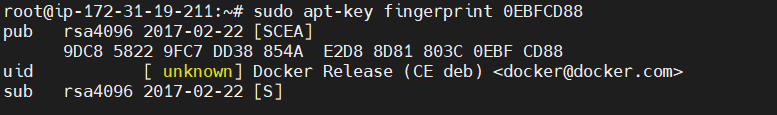 root@ip-172-31-19-211:~# sudo apt-key fingerprint 0EBFCD88
pub   rsa4096 2017-02-22 [SCEA]
      9DC8 5822 9FC7 DD38 854A  E2D8 8D81 803C 0EBF CD88
uid           [ unknown] Docker Release (CE deb) <docker@docker.com>
sub   rsa4096 2017-02-22 [S]